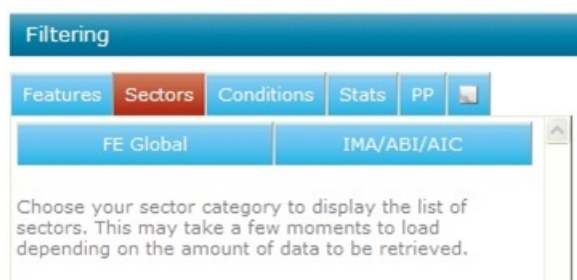 Filtering
Features Sectors Conditions Stats PP
FE Global IMA/ABI/AIC
Choose your sector category to display the list of
sectors. This may take a few moments to load
depending on the amount of data to be retrieved.